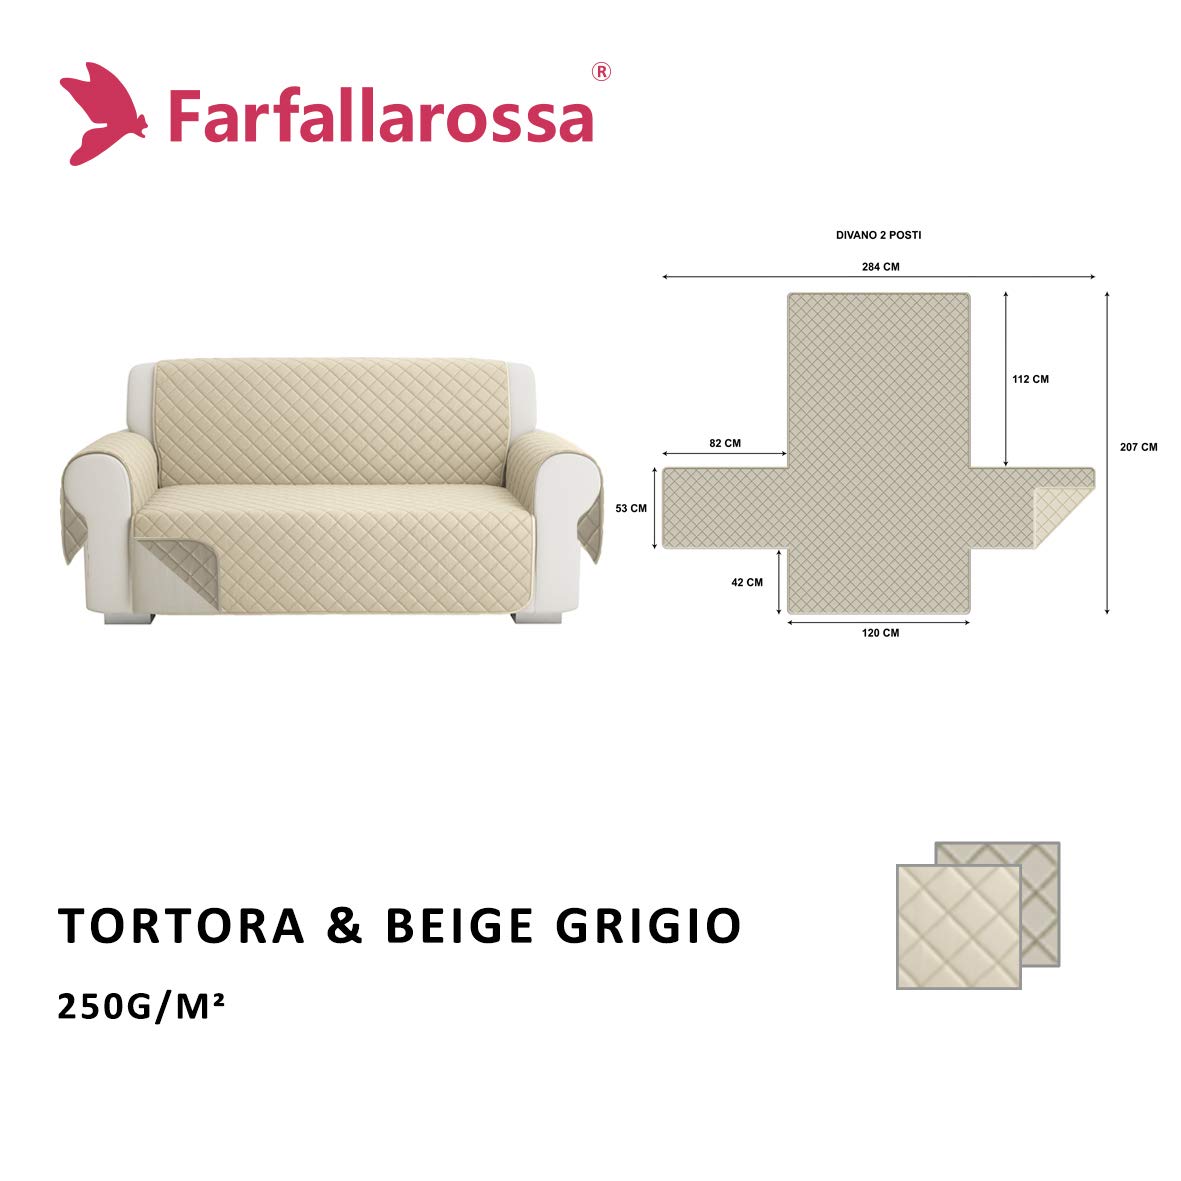 Farfallarossa®
DIVANO 2 POSTI
284 CM
112 CM
82 CM
207 CM
53 CM
42 CM
120 CM
TORTORA & BEIGE GRIGIO
250G/M²